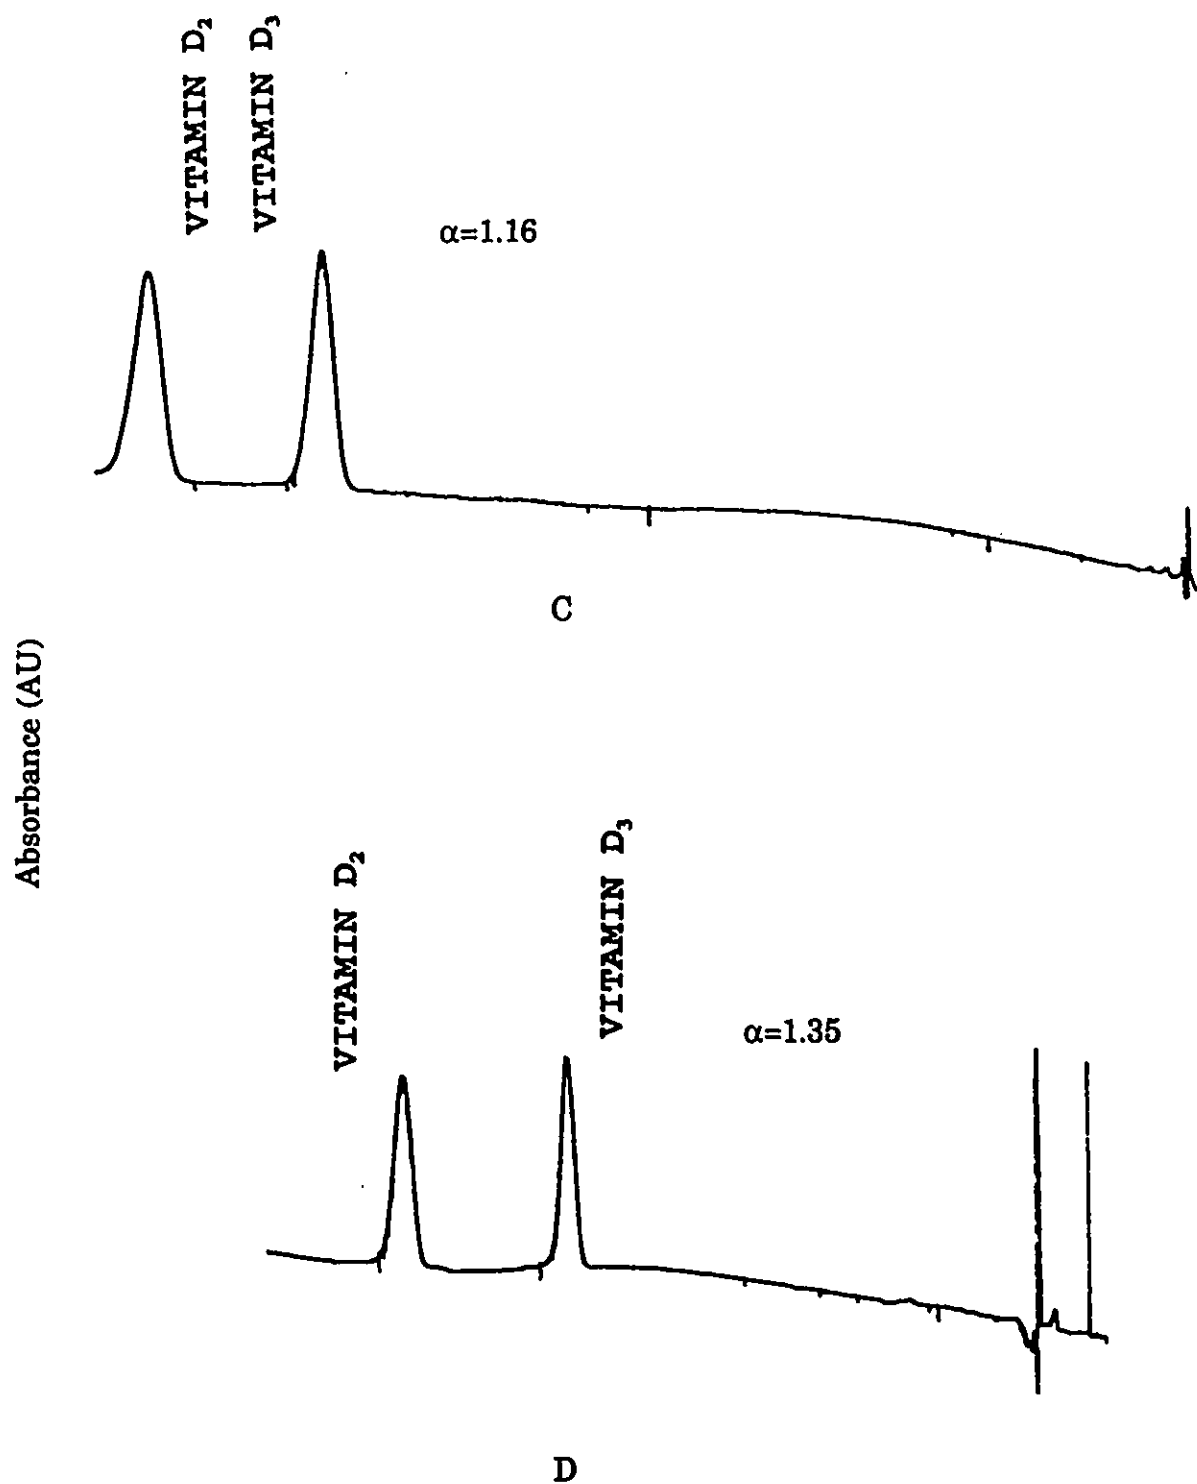 VITAMIN D₂
VITAMIN D₃
α=1.16
C
Absorbance (AU)
VITAMIN D₂
VITAMIN D₃
α=1.35
D